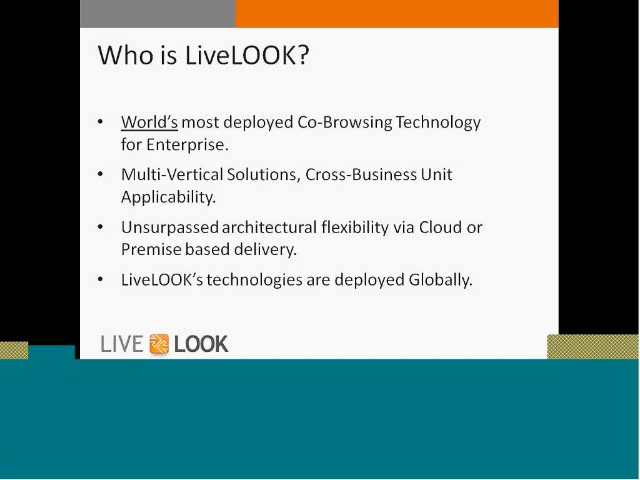 Who is LiveLOOK?
• World's most deployed Co-Browsing Technology
for Enterprise.
• Multi-Vertical Solutions, Cross-Business Unit
Applicability.
• Unsurpassed architectural flexibility via Cloud or
Premise based delivery.
• LiveLOOK's technologies are deployed Globally.
LIVE LOOK